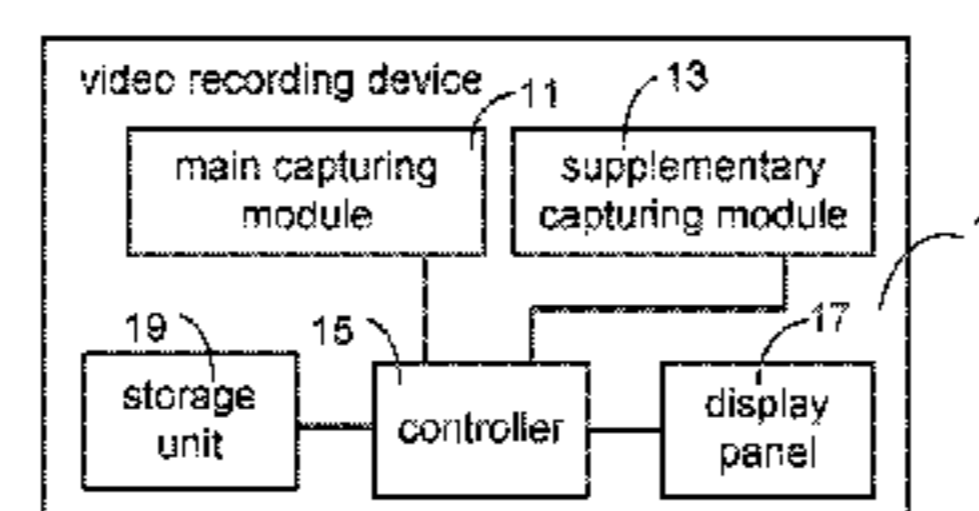 video recording device
11
13
main capturing
module
supplementary
capturing module
19
15
17
storage
unit
controller
display
panel